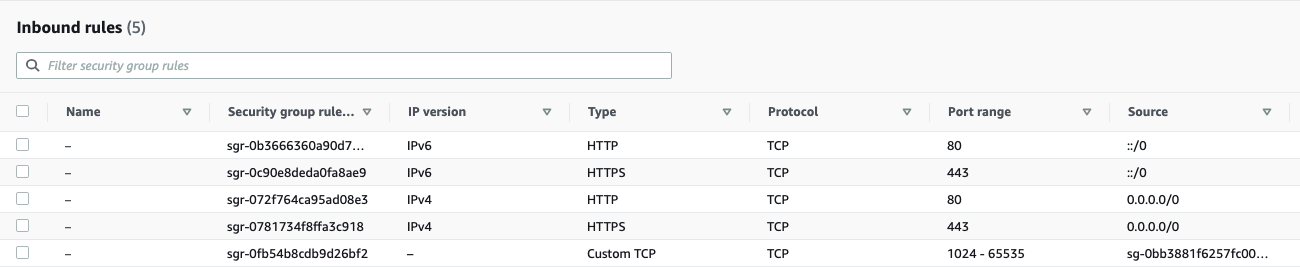 Inbound rules (5)
Filter security group rules
Name Security group rule... IP version Type Protocol Port range Source
– sgr-0b3666360a90d7... IPv6 HTTP TCP 80 ::/0
– sgr-0c90e8deda0fa8ae9 IPv6 HTTPS TCP 443 ::/0
– sgr-072f764ca95ad08e3 IPv4 HTTP TCP 80 0.0.0.0/0
– sgr-0781734f8ffa3c918 IPv4 HTTPS TCP 443 0.0.0.0/0
– sgr-0fb54b8cdb9d26bf2 – Custom TCP TCP 1024 - 65535 sg-0bb3881f6257fc00...